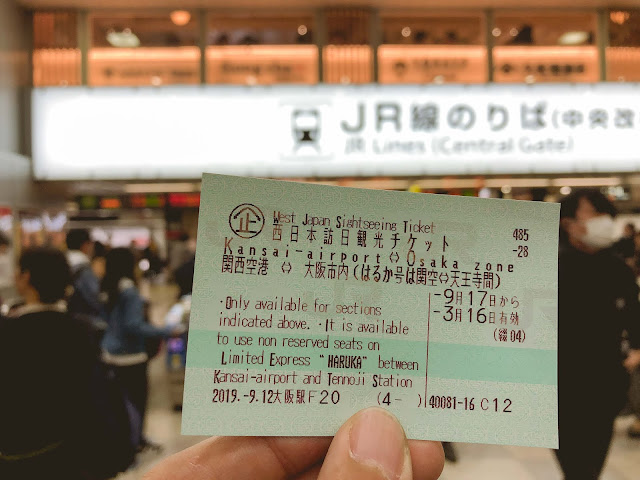 JR線のりば(中央改
JR Lines (Central Gate)
企 West Japan Sightseeing Ticket 485
西日本訪日観光チケット -28
Kansai-airport ⇔ Osaka zone
関西空港 ⇔ 大阪市内(はるか号は関空⇔天王寺間)
-9月17日から
-3月16日有効
(綴04)
・Only available for sections
indicated above. ・It is available
to use non reserved seats on
Limited Express "HARUKA" between
Kansai-airport and Tennoji Station
2019.-9.12大阪駅F20 (4- ) 40081-16 C12